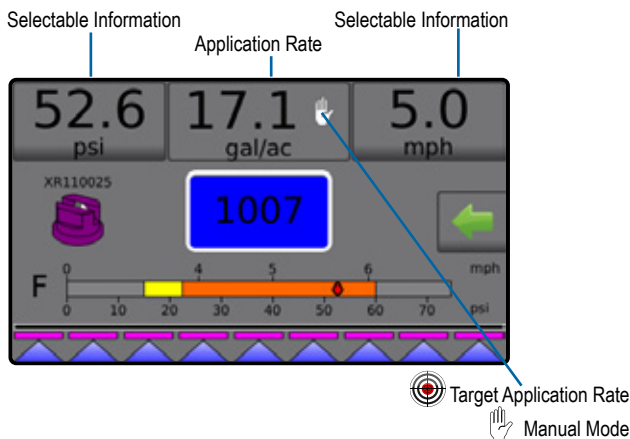 Selectable Information
Selectable Information
Application Rate
52.6
17.1
5.0
psi
gal/ac
mph
XR110025
1007
0 4 5 6 mph
F
0 10 20 30 40 50 60 70 psi
Target Application Rate
Manual Mode